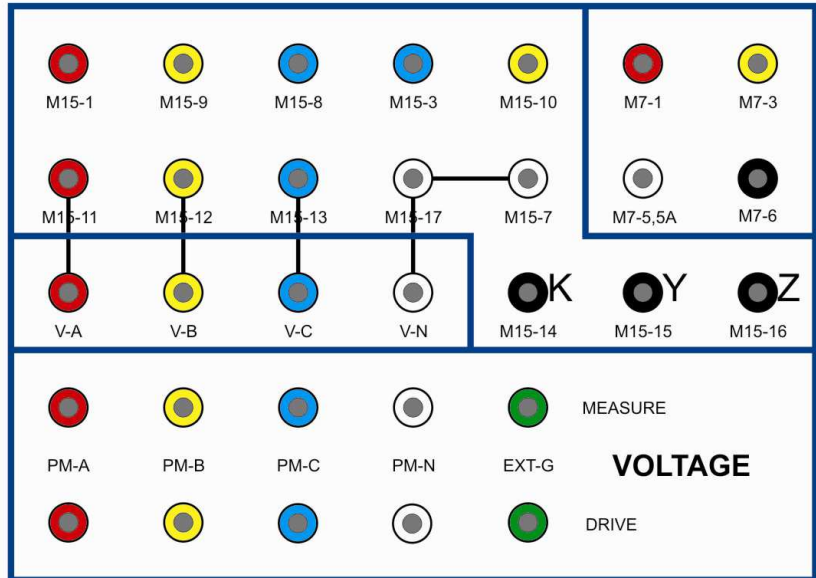 M15-1 M15-9 M15-8 M15-3 M15-10 M7-1 M7-3
M15-11 M15-12 M15-13 M15-17 M15-7 M7-5,5A M7-6
K Y Z
V-A V-B V-C V-N M15-14 M15-15 M15-16
MEASURE
PM-A PM-B PM-C PM-N EXT-G VOLTAGE
DRIVE